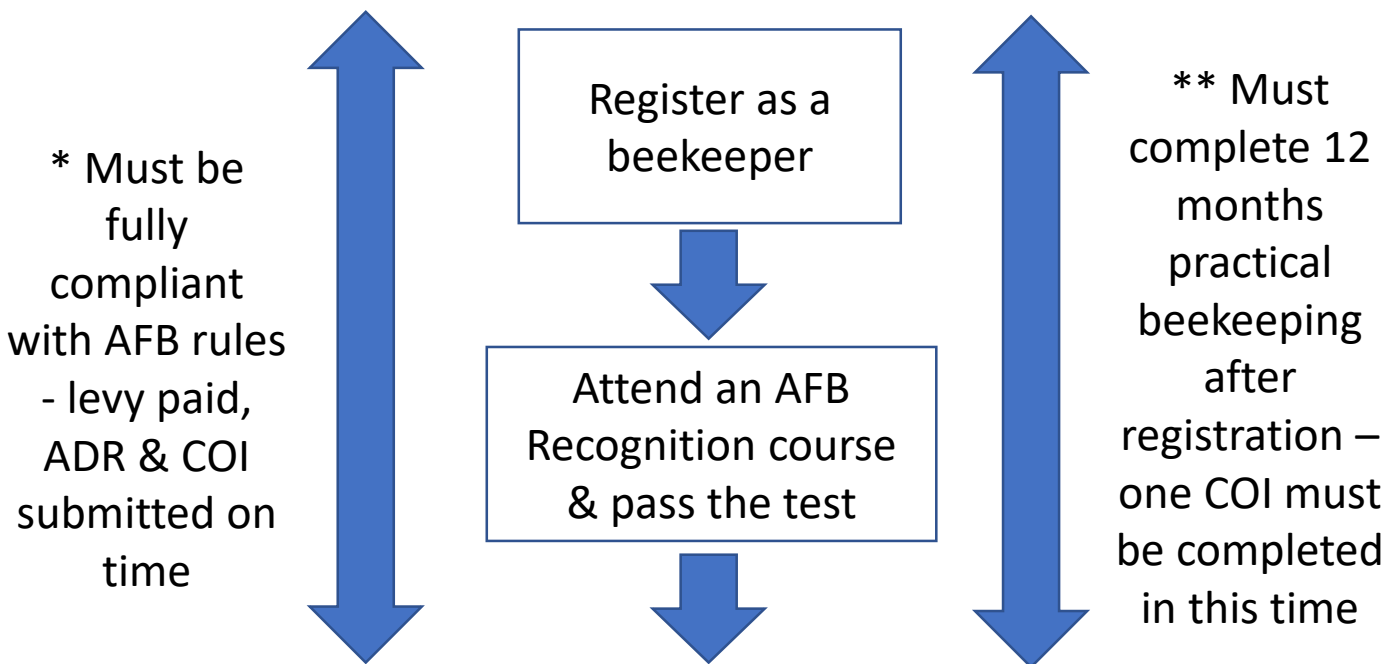 * Must be
fully
compliant
with AFB rules
- levy paid,
ADR & COI
submitted on
time
Register as a
beekeeper
Attend an AFB
Recognition course
& pass the test
** Must
complete 12
months
practical
beekeeping
after
registration –
one COI must
be completed
in this time